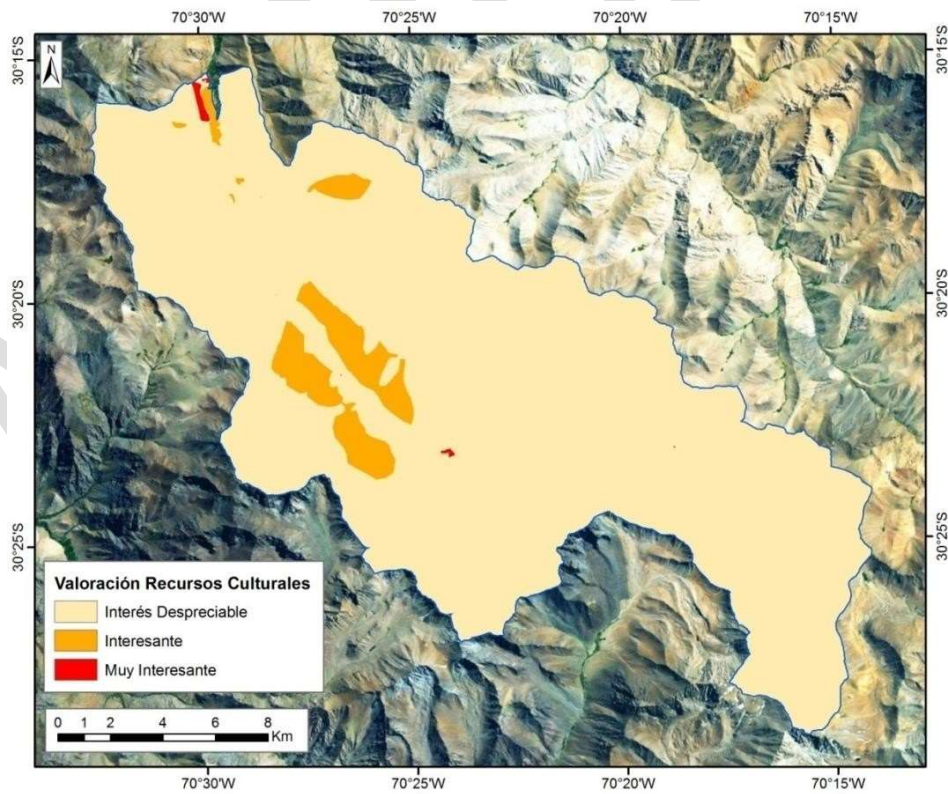 70°30'W 70°25'W 70°20'W 70°15'W
30°15'S 30°15'S
N
30°20'S 30°20'S
30°25'S 30°25'S
Valoración Recursos Culturales
Interés Despreciable
Interesante
Muy Interesante
0 1 2 4 6 8
Km
70°30'W 70°25'W 70°20'W 70°15'W